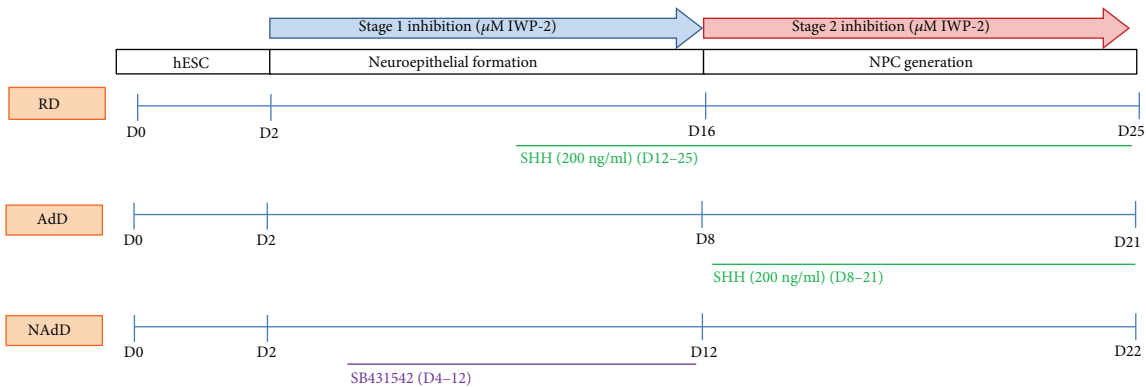 Stage 1 inhibition (μM IWP-2)
Stage 2 inhibition (μM IWP-2)
hESC
Neuroepithelial formation
NPC generation
RD
D0
D2
D16
D25
SHH (200 ng/ml) (D12–25)
AdD
D0
D2
D8
D21
SHH (200 ng/ml) (D8–21)
NAdD
D0
D2
D12
D22
SB431542 (D4–12)